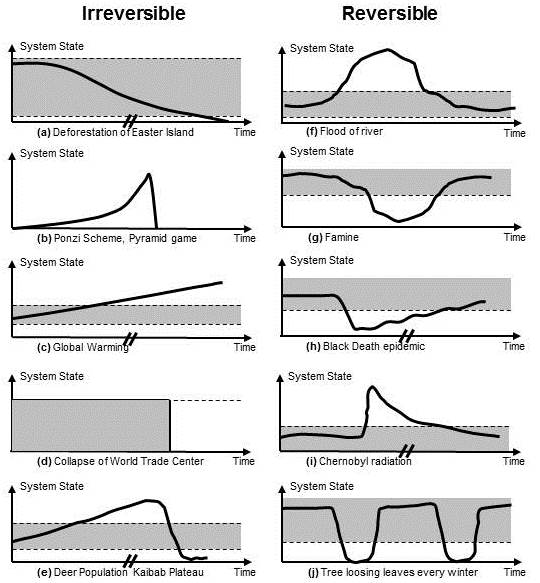 Irreversible
System State
(a) Deforestation of Easter Island
Time
System State
(b) Ponzi Scheme, Pyramid game
Time
System State
(c) Global Warming
Time
System State
(d) Collapse of World Trade Center
Time
System State
(e) Deer Population Kaibab Plateau
Time
Reversible
System State
(f) Flood of river
Time
System State
(g) Famine
Time
System State
(h) Black Death epidemic
Time
System State
(i) Chernobyl radiation
Time
System State
(j) Tree loosing leaves every winter
Time